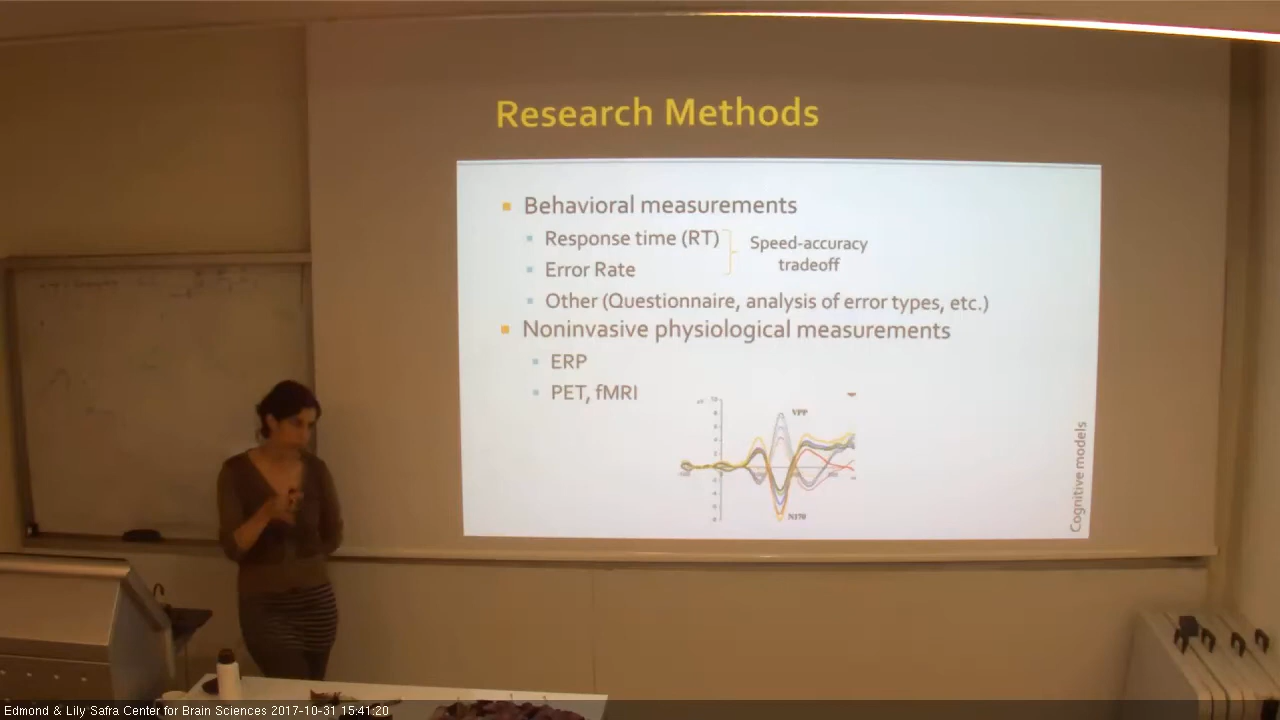 Research Methods
Behavioral measurements
Response time (RT)
Error Rate
Speed-accuracy
tradeoff
Other (Questionnaire, analysis of error types, etc.)
Noninvasive physiological measurements
ERP
PET, fMRI
VPP
N170
Cognitive models
Edmond & Lily Safra Center for Brain Sciences 2017-10-31 15:41:20